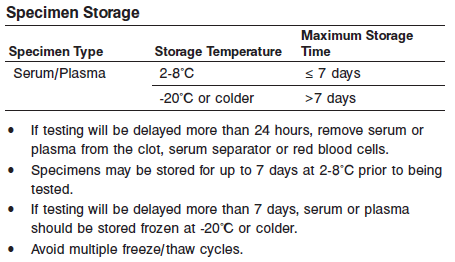 Specimen Storage
Maximum Storage
Specimen Type Storage Temperature Time
Serum/Plasma 2-8˚C ≤ 7 days
-20˚C or colder >7 days
• If testing will be delayed more than 24 hours, remove serum or
plasma from the clot, serum separator or red blood cells.
• Specimens may be stored for up to 7 days at 2-8˚C prior to being
tested.
• If testing will be delayed more than 7 days, serum or plasma
should be stored frozen at -20˚C or colder.
• Avoid multiple freeze/thaw cycles.